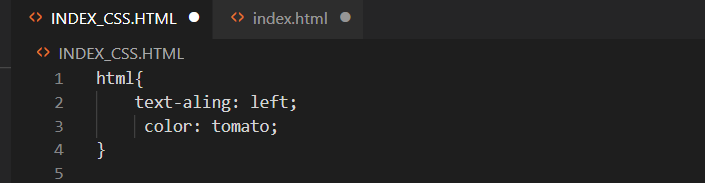 <> INDEX_CSS.HTML ● <> index.html ●
<> INDEX_CSS.HTML
1 html{
2 text-aling: left;
3 color: tomato;
4 }
5